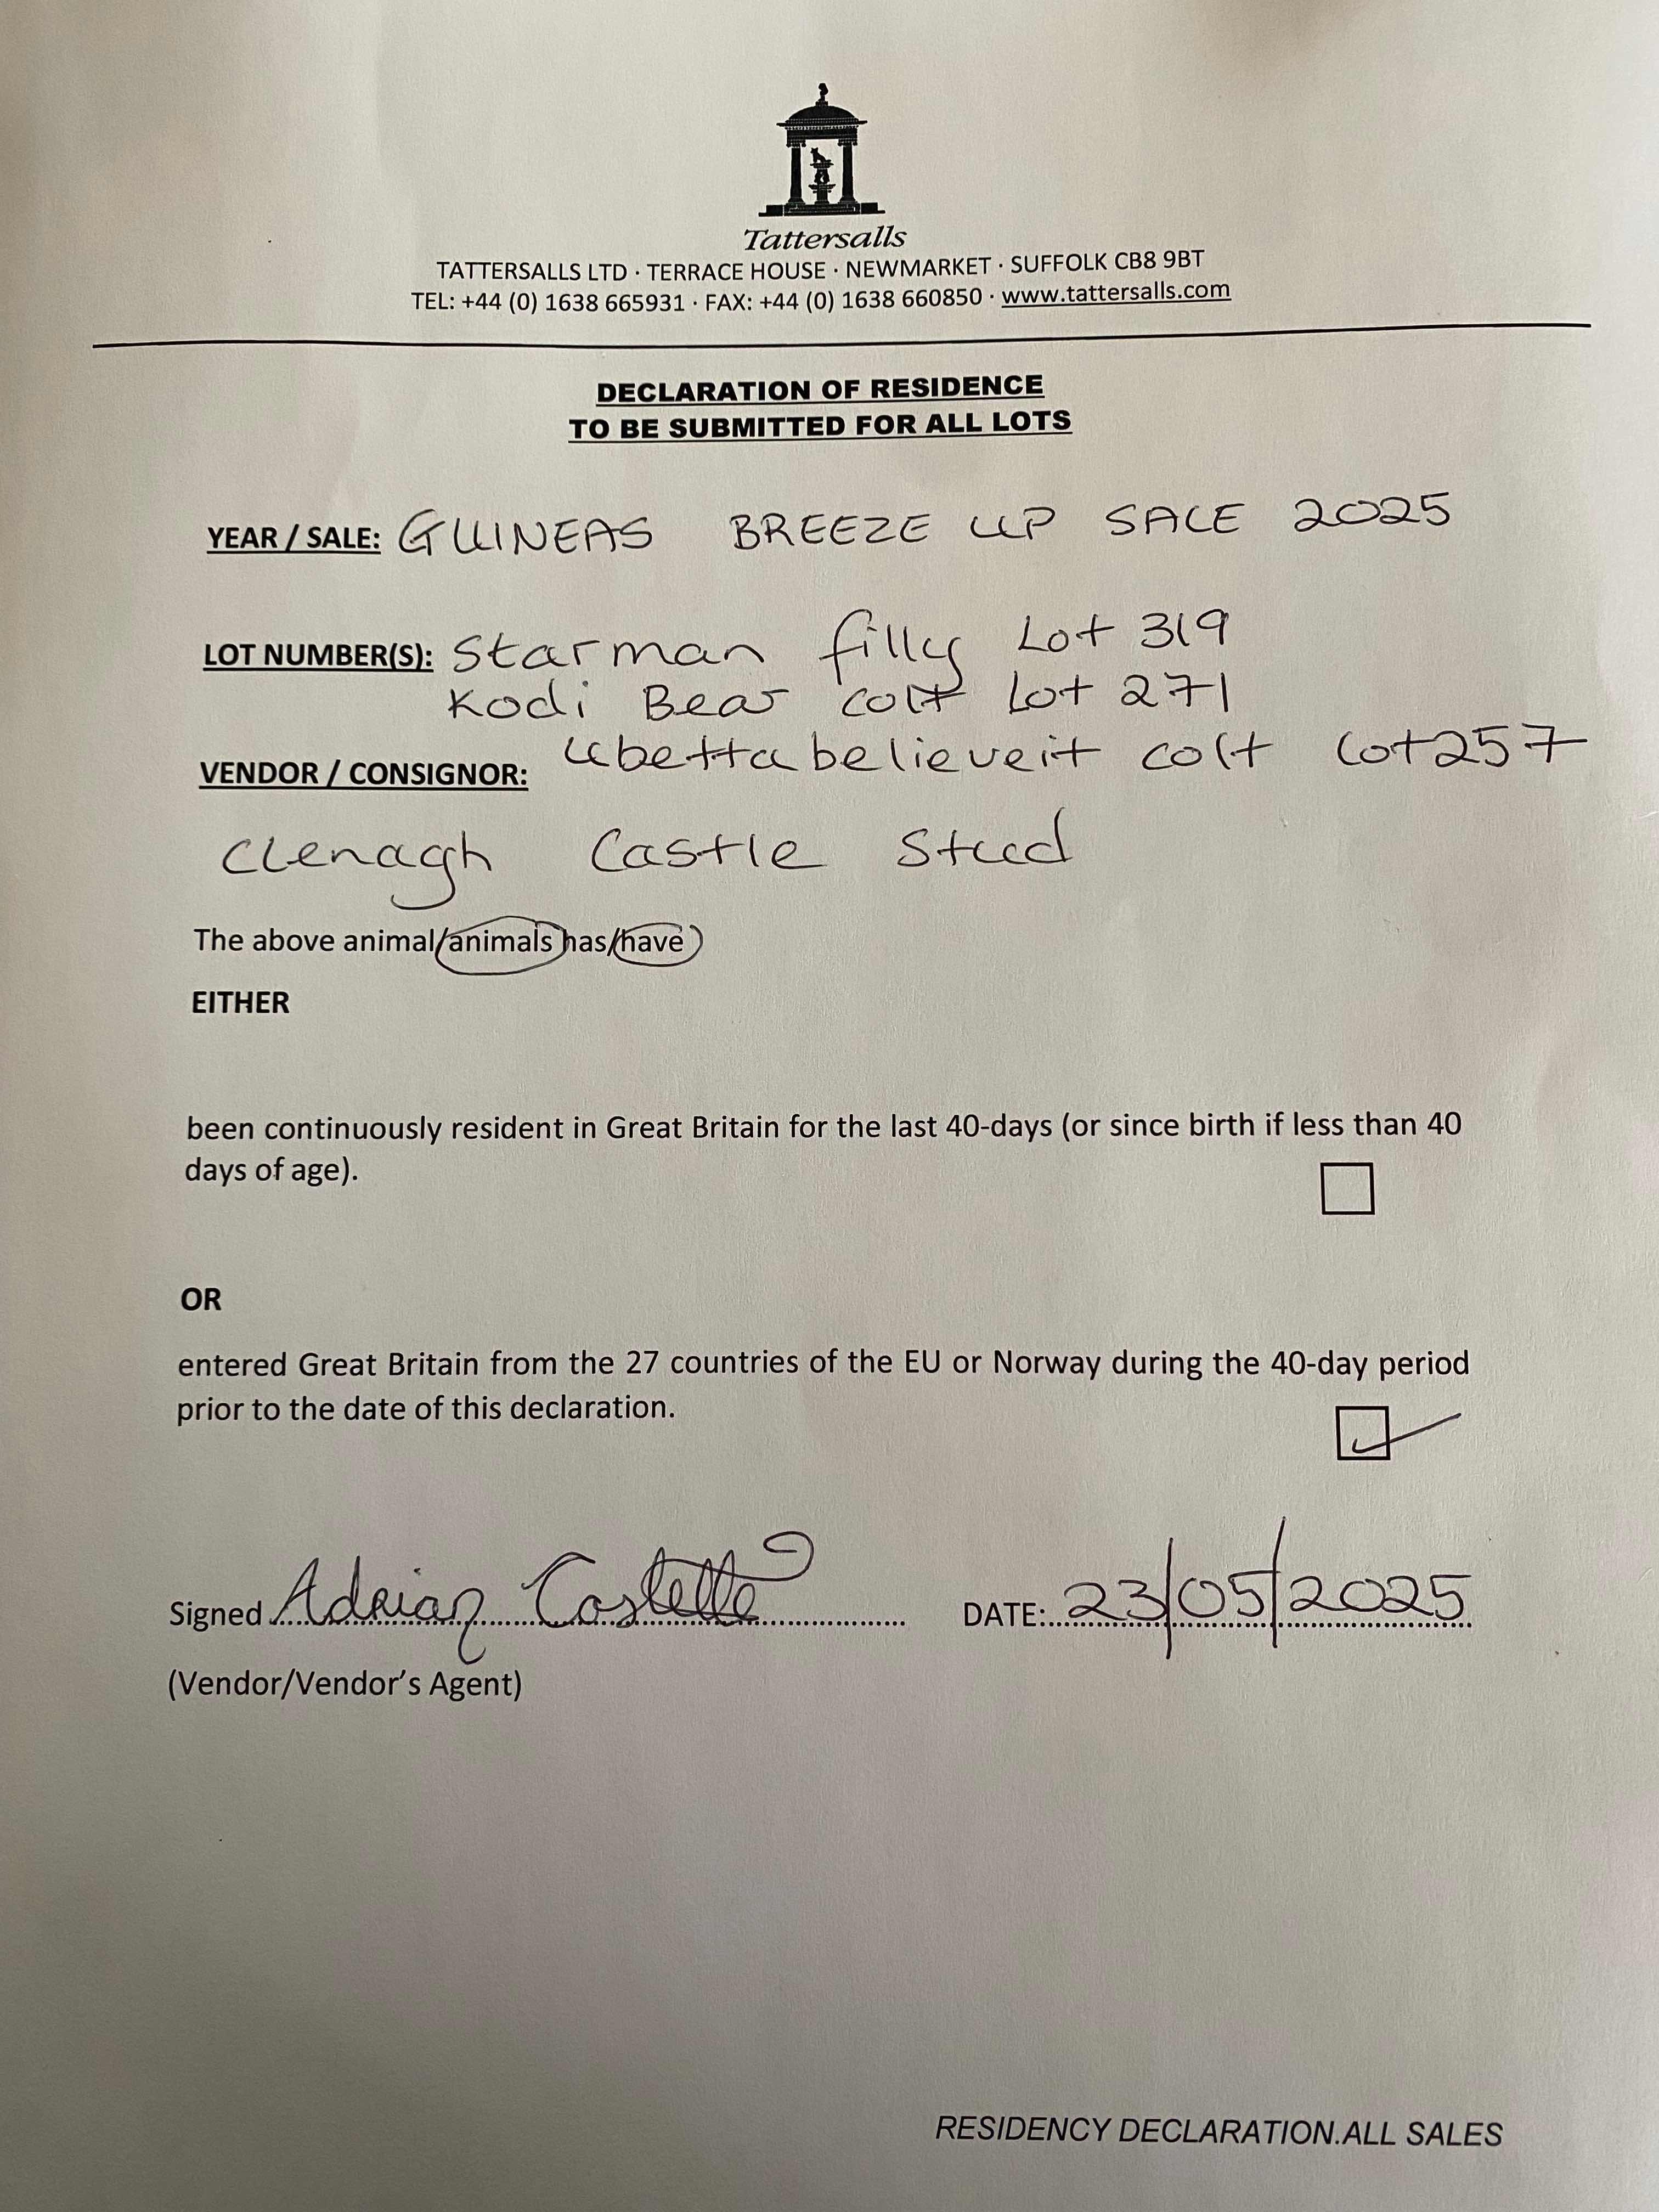 Tattersalls
TATTERSALLS LTD · TERRACE HOUSE · NEWMARKET · SUFFOLK CB8 9BT
TEL: +44 (0) 1638 665931 · FAX: +44 (0) 1638 660850 · www.tattersalls.com
DECLARATION OF RESIDENCE
TO BE SUBMITTED FOR ALL LOTS
YEAR / SALE: GUINEAS BREEZE UP SALE 2025
LOT NUMBER(S): Starman filly Lot 319
Kodi Bear colt Lot 271
ubettabelieveit colt Lot 257
VENDOR / CONSIGNOR:
Clenagh Castle Stud
The above animal/animals has/have
EITHER
been continuously resident in Great Britain for the last 40-days (or since birth if less than 40
days of age).
OR
entered Great Britain from the 27 countries of the EU or Norway during the 40-day period
prior to the date of this declaration.
Signed Adrian DATE: 23/05/2025
(Vendor/Vendor's Agent)
RESIDENCY DECLARATION.ALL SALES